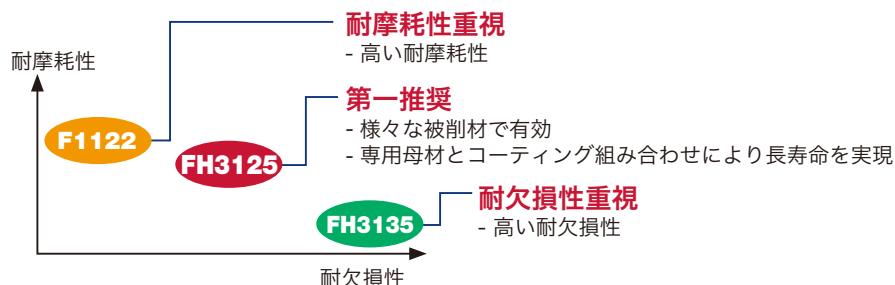 耐摩耗性重視
- 高い耐摩耗性
耐摩耗性
第一推奨
- 様々な被削材で有効
- 専用母材とコーティング組み合わせにより長寿命を実現
F1122
FH3125
耐欠損性重視
- 高い耐欠損性
FH3135
耐欠損性